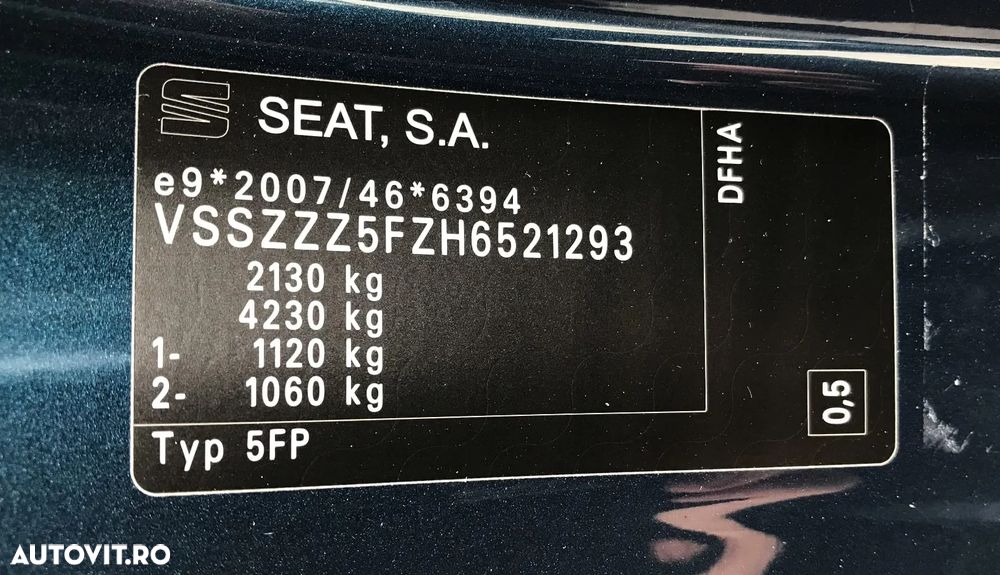 SEAT, S.A.
e9*2007/46*6394
VSSZZZ5FZH6521293
2130 kg
4230 kg
1- 1120 kg
2- 1060 kg
Typ 5FP
DFHA
0,5
AUTOVIT.RO